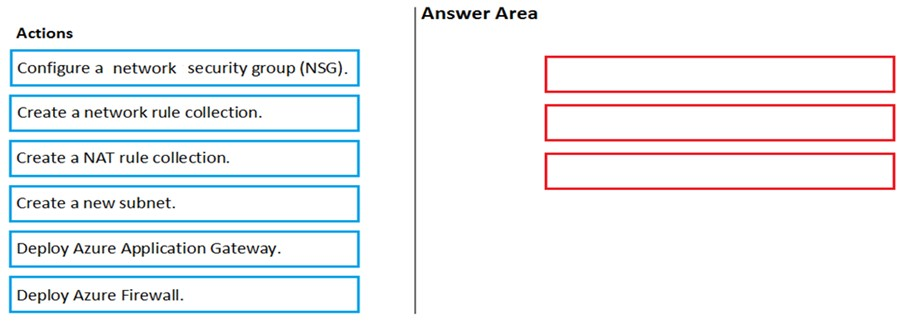 Answer Area
Actions
Configure a network security group (NSG).
Create a network rule collection.
Create a NAT rule collection.
Create a new subnet.
Deploy Azure Application Gateway.
Deploy Azure Firewall.